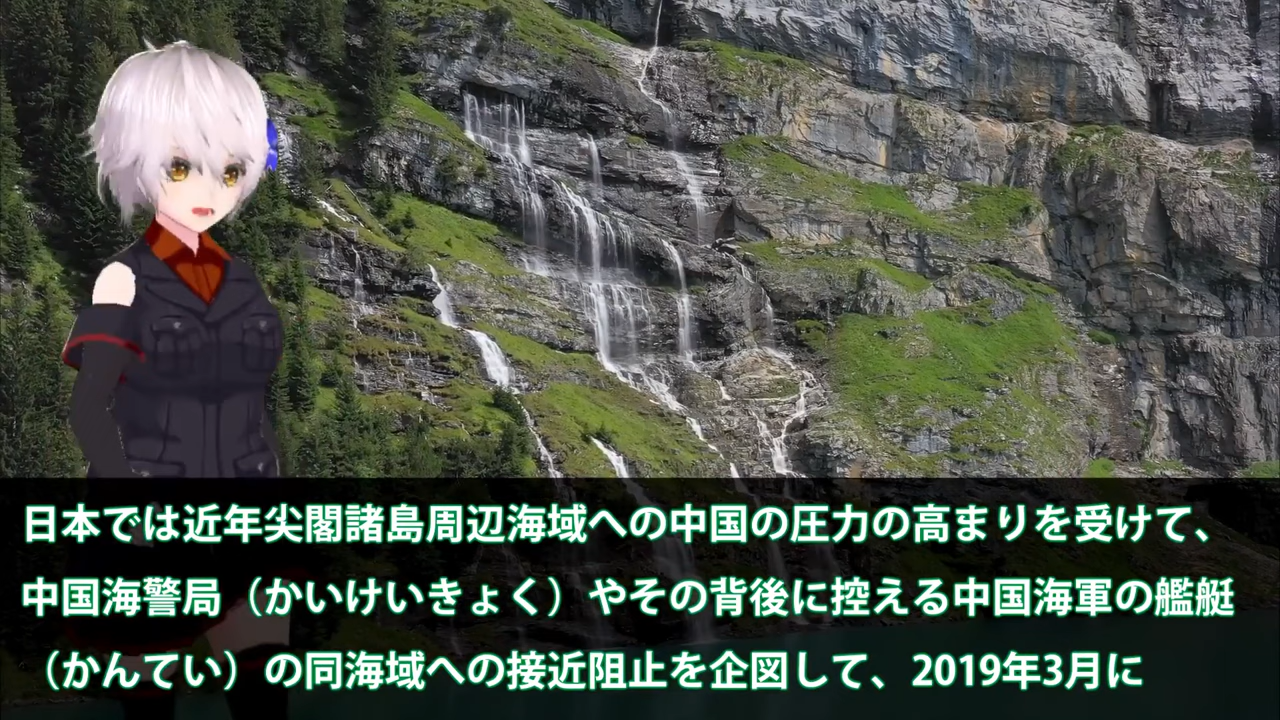 日本では近年尖閣諸島周辺海域への中国の圧力の高まりを受けて、
中国海警局（かいけいきょく）やその背後に控える中国海軍の艦艇
（かんてい）の同海域への接近阻止を企図して、2019年3月に